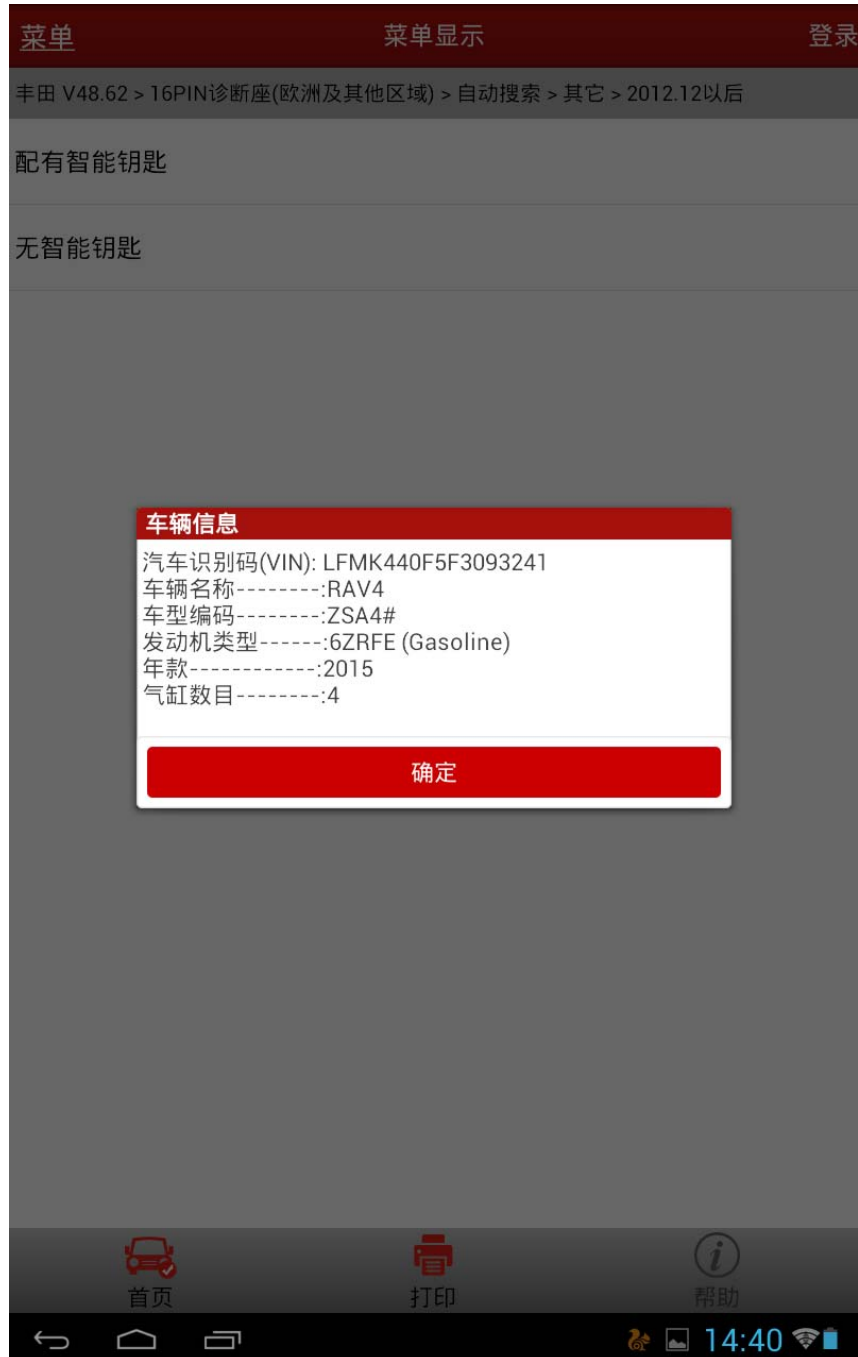 菜单 菜单显示 登录
丰田 V48.62 > 16PIN诊断座(欧洲及其他区域) > 自动搜索 > 其它 > 2012.12以后
配有智能钥匙
无智能钥匙
车辆信息
汽车识别码(VIN): LFMK440F5F3093241
车辆名称--------:RAV4
车型编码--------:ZSA4#
发动机类型------:6ZRFE (Gasoline)
年款------------:2015
气缸数目--------:4
确定
首页 打印 帮助
14:40